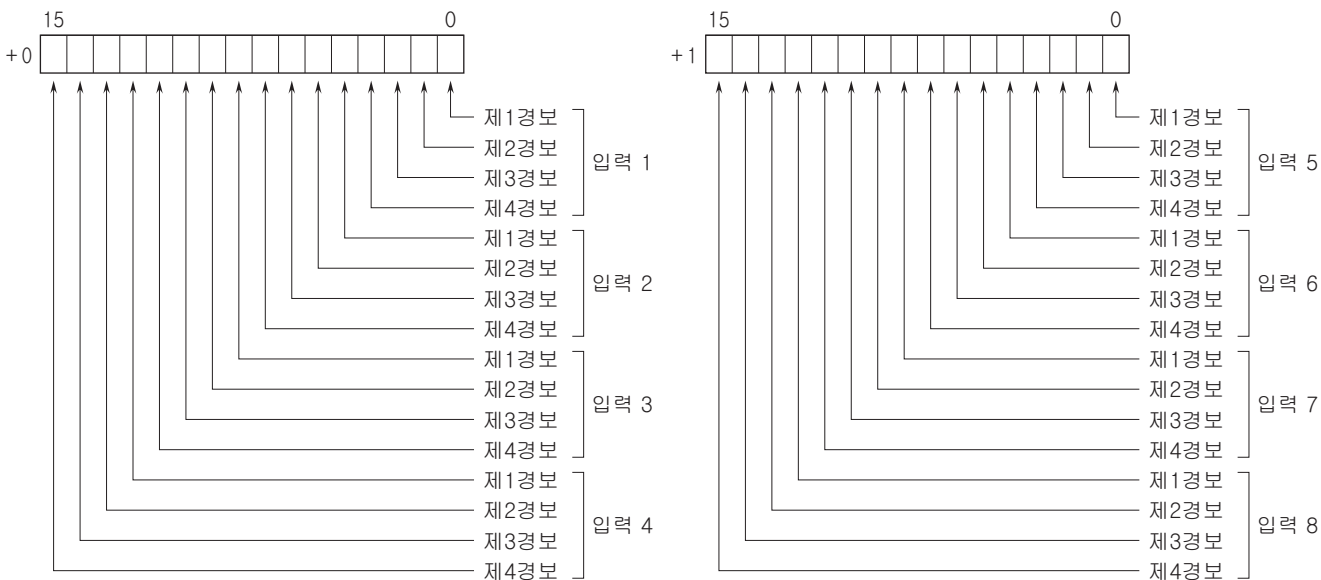 15 0
+0
제1경보
제2경보
제3경보
제4경보
입력 1
제1경보
제2경보
제3경보
제4경보
입력 2
제1경보
제2경보
제3경보
제4경보
입력 3
제1경보
제2경보
제3경보
제4경보
입력 4
15 0
+1
제1경보
제2경보
제3경보
제4경보
입력 5
제1경보
제2경보
제3경보
제4경보
입력 6
제1경보
제2경보
제3경보
제4경보
입력 7
제1경보
제2경보
제3경보
제4경보
입력 8